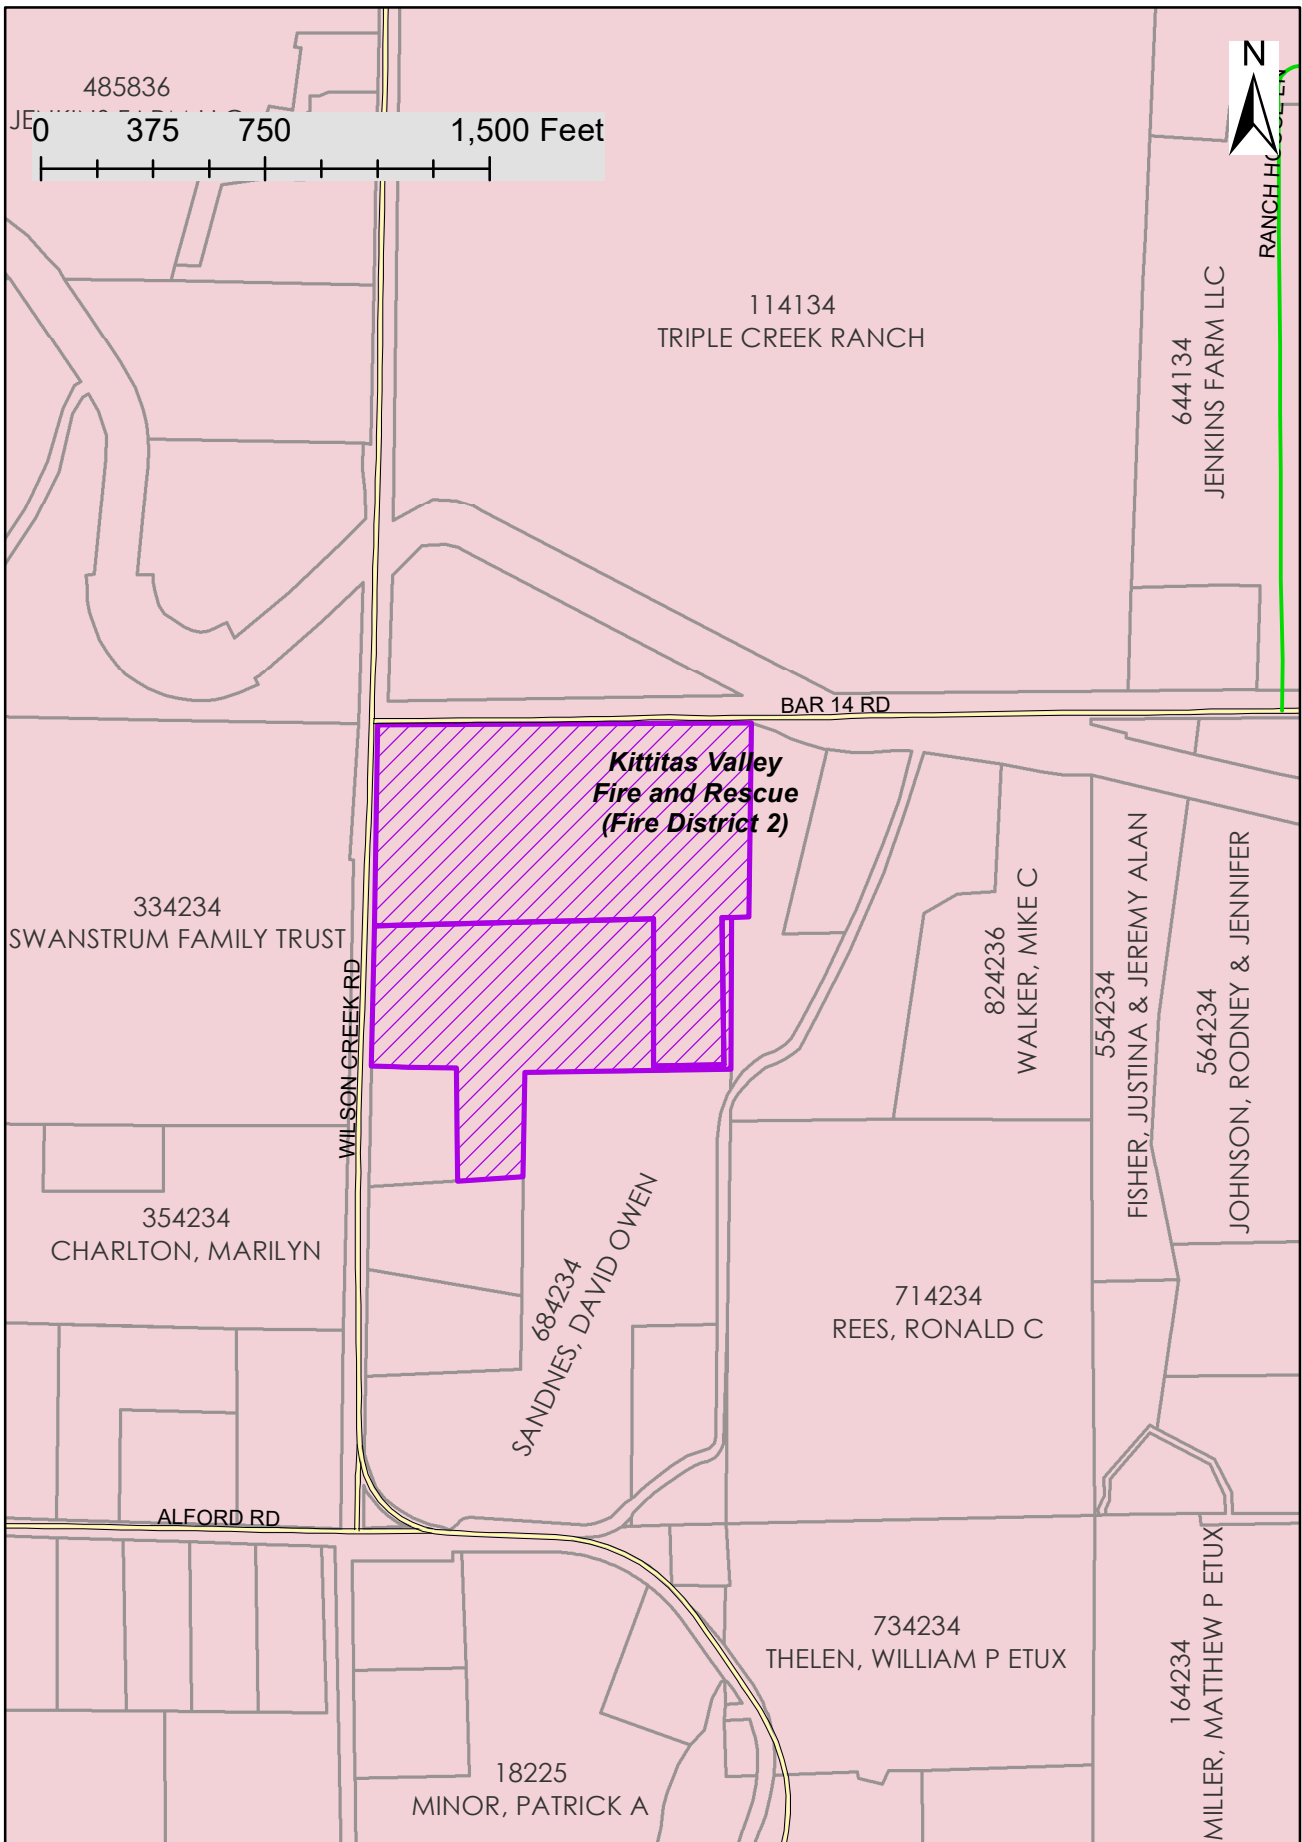 485836
0 375 750 1,500 Feet
N
RANCH
114134
TRIPLE CREEK RANCH
644134
JENKINS FARM LLC
BAR 14 RD
Kittitas Valley
Fire and Rescue
(Fire District 2)
334234
SWANSTRUM FAMILY TRUST
WILSON CREEK RD
824236
WALKER, MIKE C
554234
FISHER, JUSTINA & JEREMY ALAN
564234
JOHNSON, RODNEY & JENNIFER
354234
CHARLTON, MARILYN
684234
SANDNES, DAVID OWEN
714234
REES, RONALD C
ALFORD RD
734234
THELEN, WILLIAM P ETUX
164234
MILLER, MATTHEW P ETUX
18225
MINOR, PATRICK A